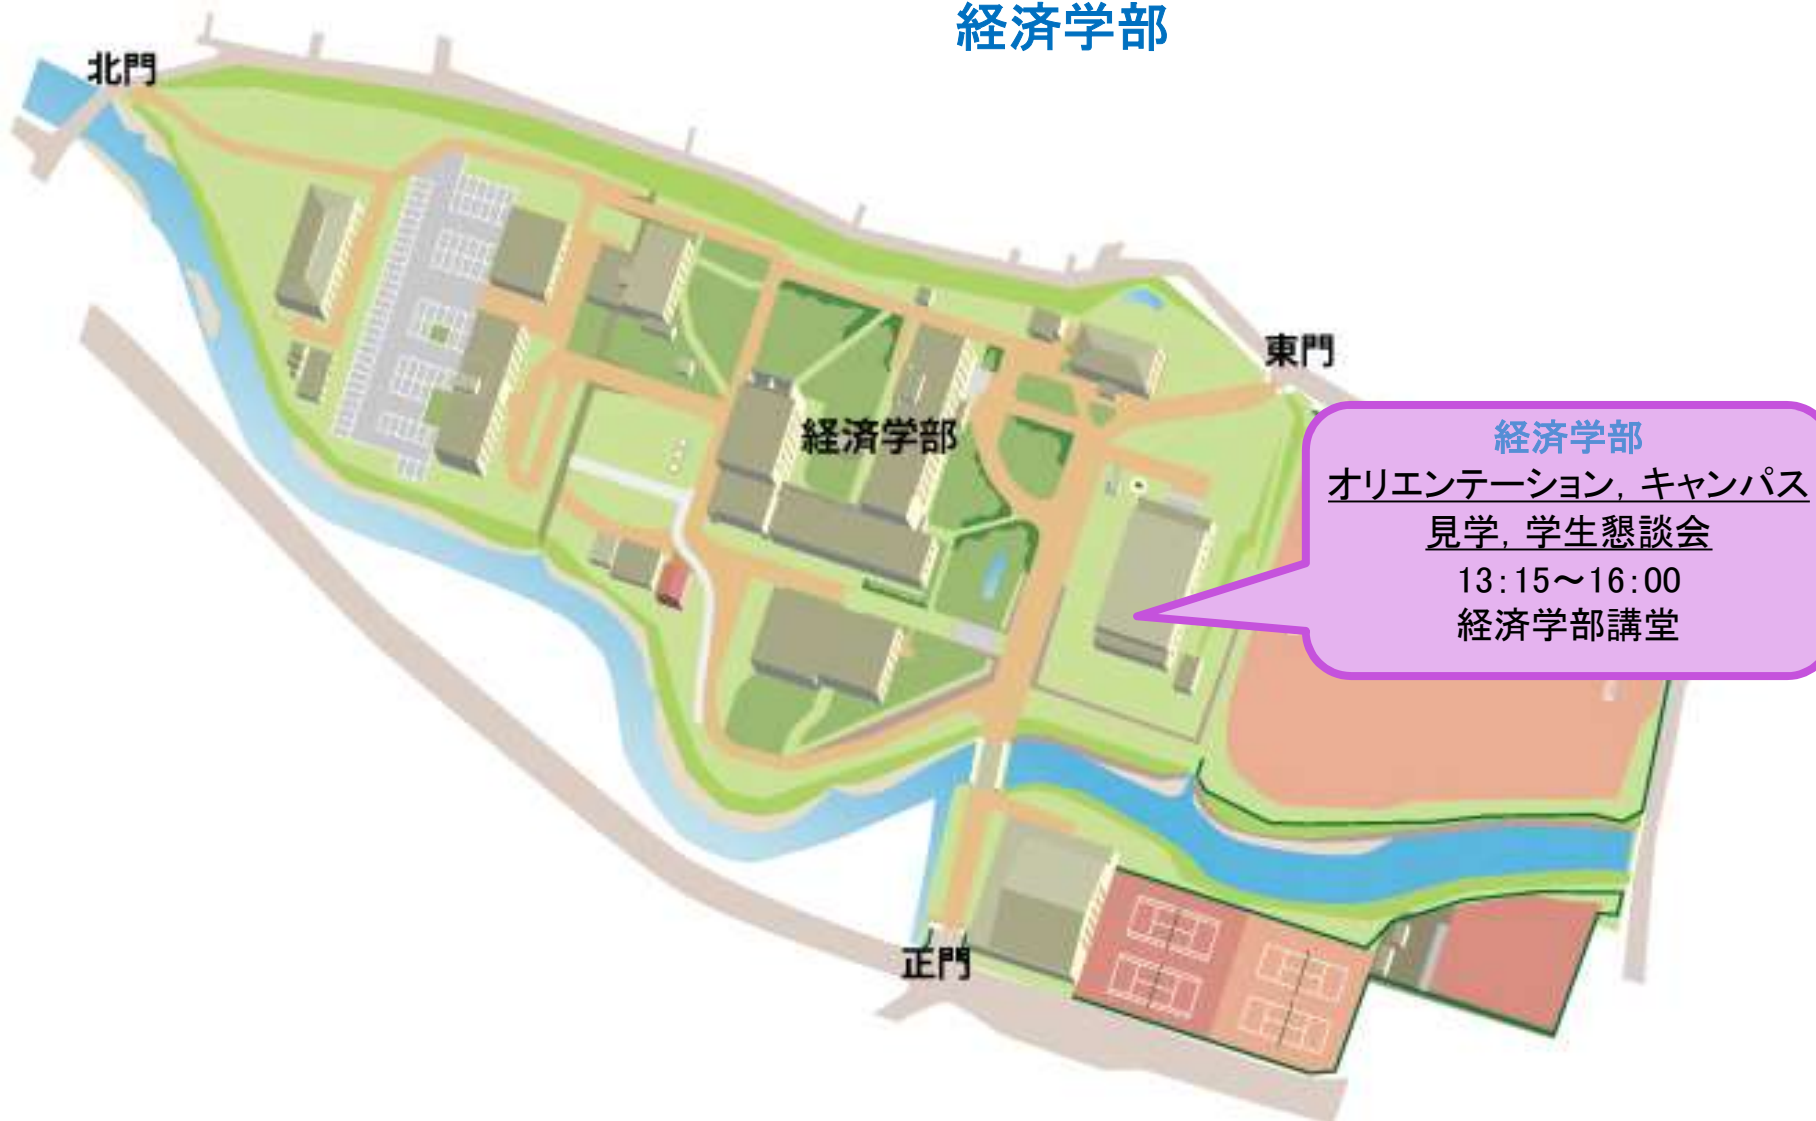 経済学部
北門
東門
経済学部
経済学部
オリエンテーション, キャンパス
見学, 学生懇談会
13:15～16:00
経済学部講堂
正門